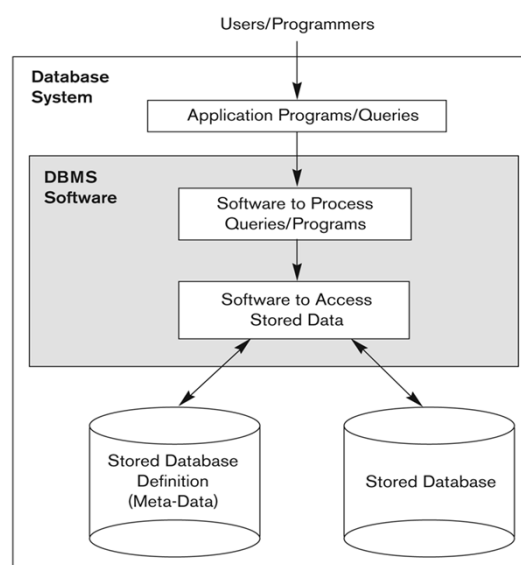 Users/Programmers
Database
System
Application Programs/Queries
DBMS
Software
Software to Process
Queries/Programs
Software to Access
Stored Data
Stored Database
Definition
(Meta-Data)
Stored Database